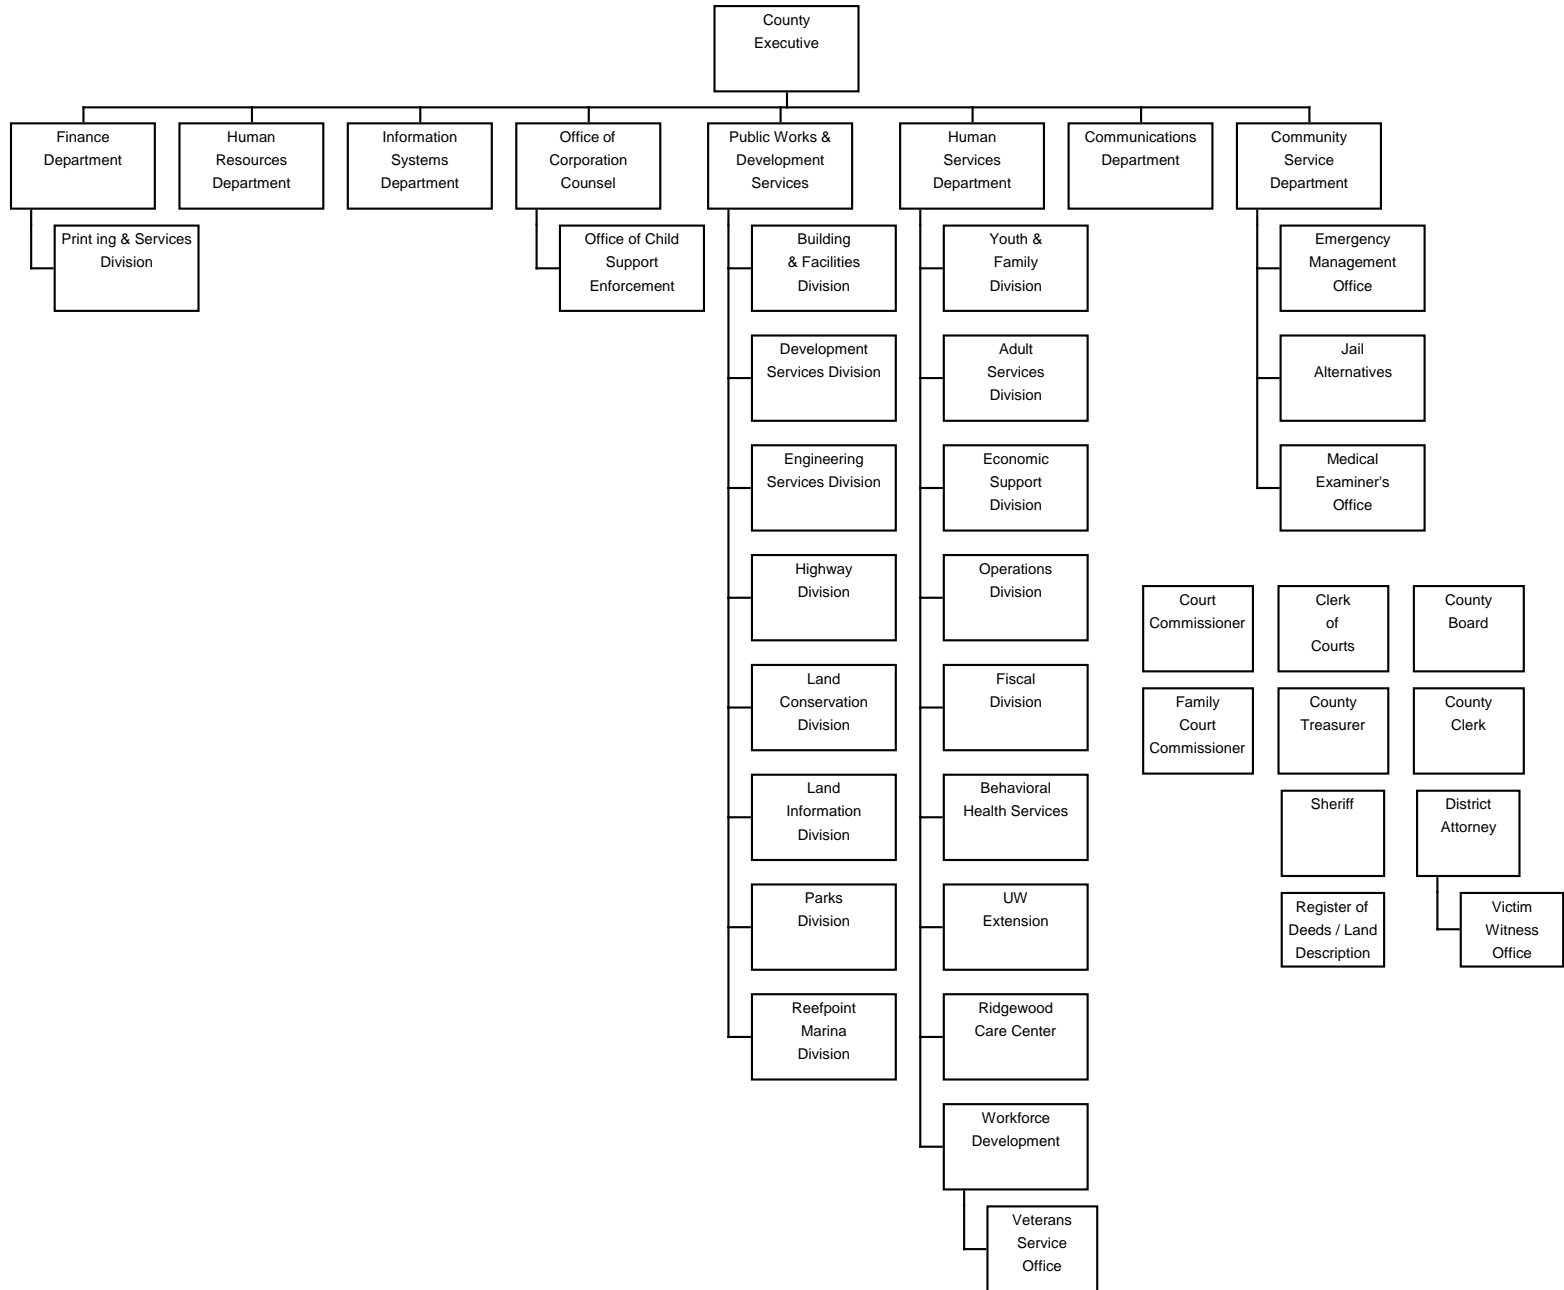 County
Executive
Finance
Department
Human
Resources
Department
Information
Systems
Department
Office of
Corporation
Counsel
Public Works &
Development
Services
Human
Services
Department
Communications
Department
Community
Service
Department
Print ing & Services
Division
Office of Child
Support
Enforcement
Building
& Facilities
Division
Youth &
Family
Division
Emergency
Management
Office
Development
Services Division
Adult
Services
Division
Jail
Alternatives
Engineering
Services Division
Economic
Support
Division
Medical
Examiner's
Office
Highway
Division
Operations
Division
Court
Commissioner
Clerk
of
Courts
County
Board
Land
Conservation
Division
Fiscal
Division
Family
Court
Commissioner
County
Treasurer
County
Clerk
Land
Information
Division
Behavioral
Health Services
Sheriff
District
Attorney
Parks
Division
UW
Extension
Register of
Deeds / Land
Description
Victim
Witness
Office
Reefpoint
Marina
Division
Ridgewood
Care Center
Workforce
Development
Veterans
Service
Office